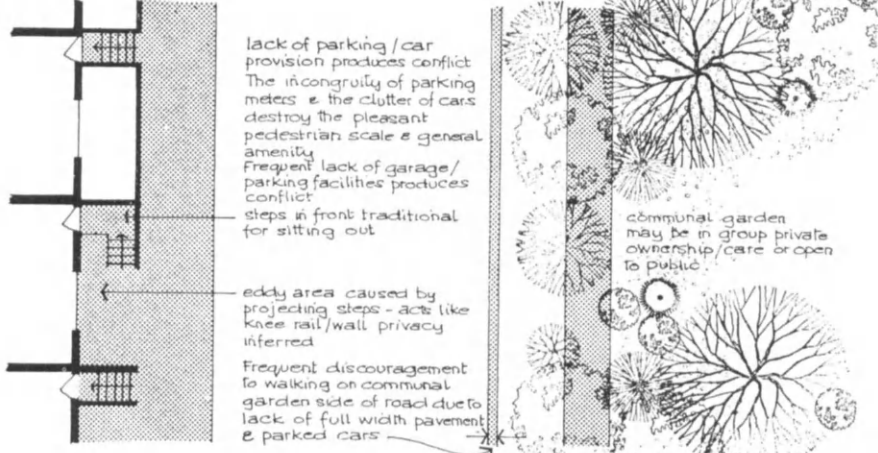 lack of parking/car
provision produces conflict
The incongruity of parking
meters & the clutter of cars
destroy the pleasant
pedestrian scale & general
amenity
Frequent lack of garage/
parking facilities produces
conflict
steps in front traditional
for sitting out
eddy area caused by
projecting steps - acts like
knee rail/wall privacy
inferred
Frequent discouragement
to walking on communal
garden side of road due to
lack of full width pavement
& parked cars
communal garden
may be in group private
ownership/care or open
to public